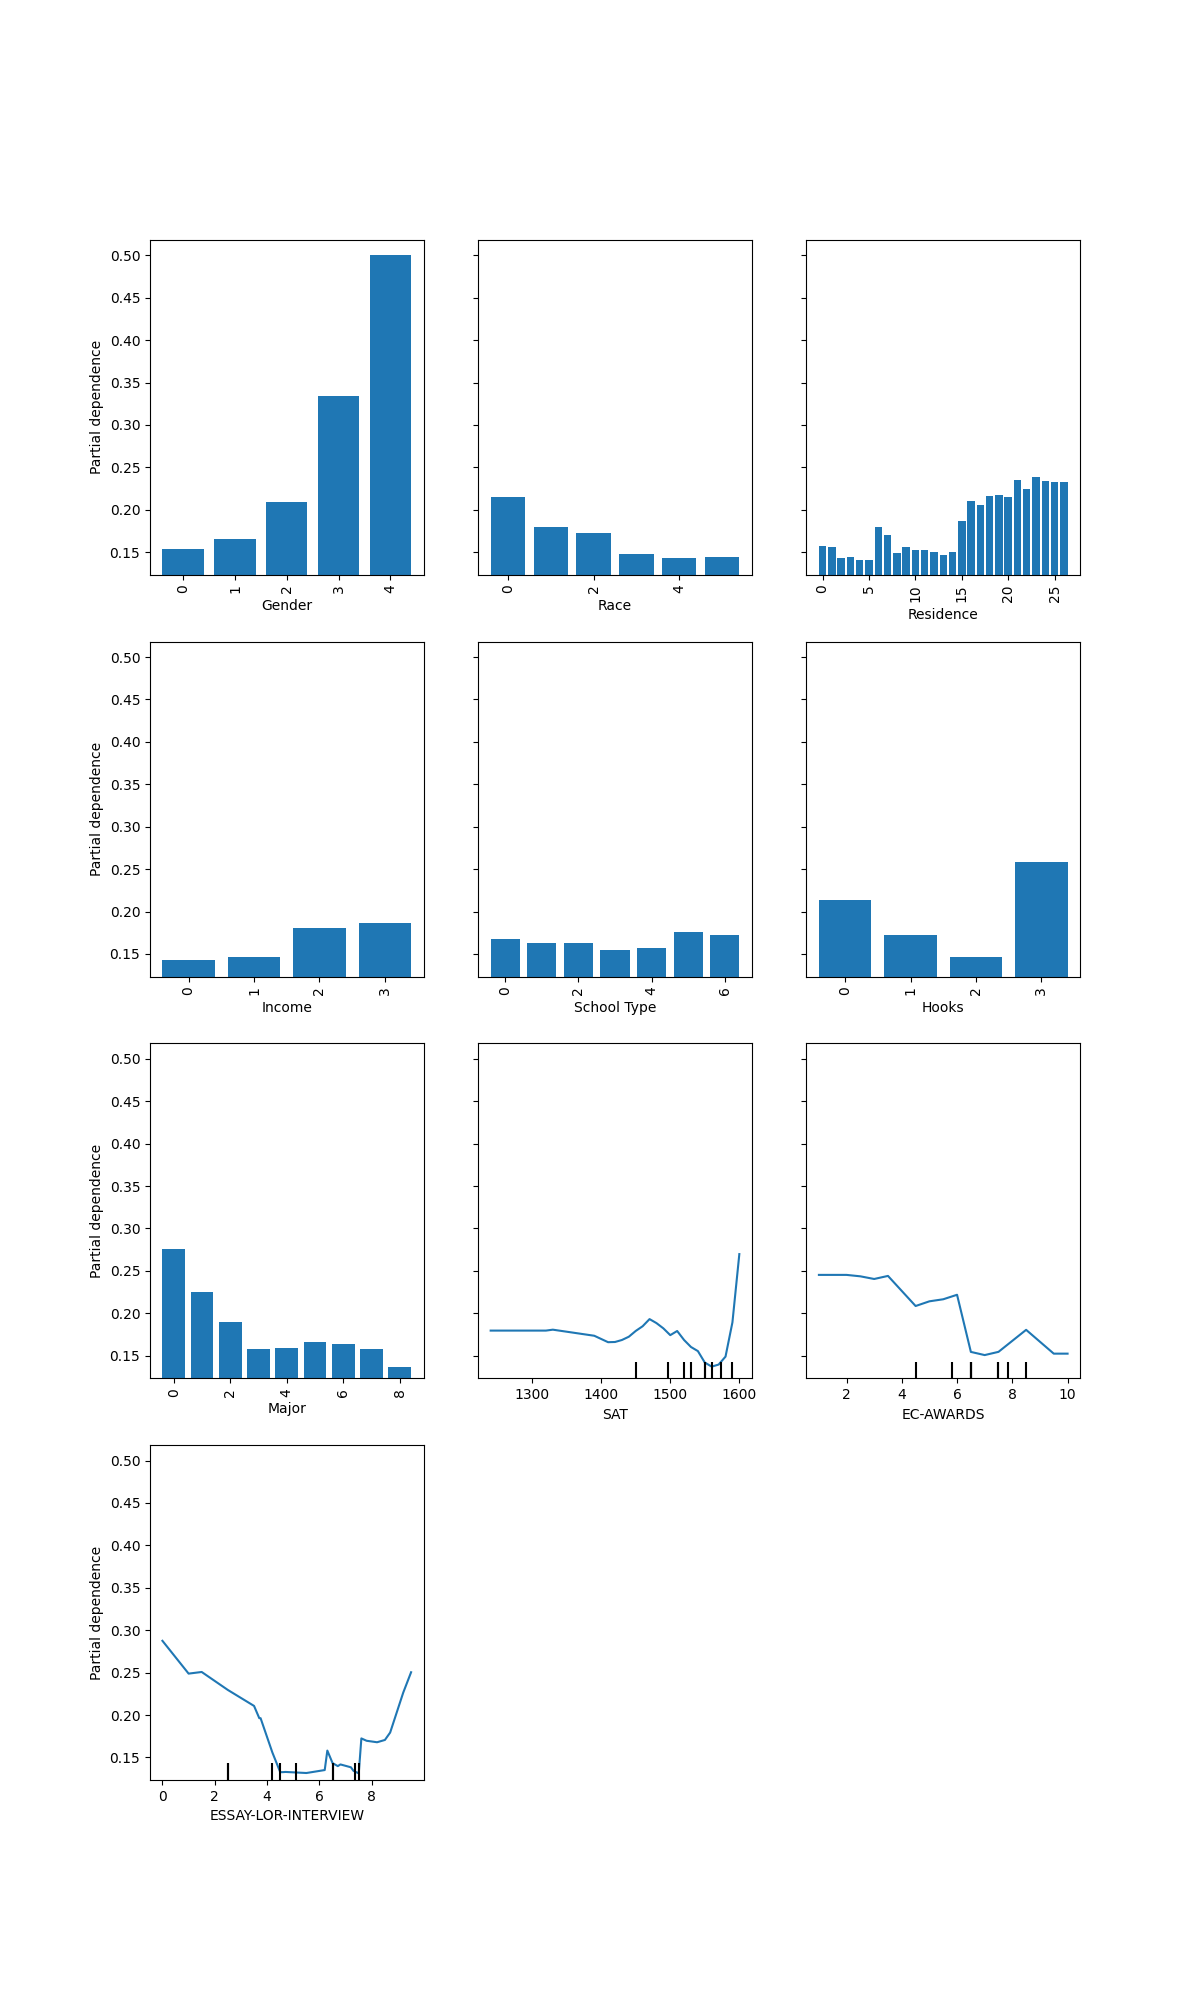 0.50
0.45
0.40
0.35
0.30
0.25
0.20
0.15
Partial dependence
0 1 2 3 4
Gender
0 2 4
Race
0 5 10 15 20 25
Residence
0.50
0.45
0.40
0.35
0.30
0.25
0.20
0.15
Partial dependence
0 1 2 3
Income
0 2 4 6
School Type
0 1 2 3
Hooks
0.50
0.45
0.40
0.35
0.30
0.25
0.20
0.15
Partial dependence
0 2 4 6 8
Major
1300 1400 1500 1600
SAT
2 4 6 8 10
EC-AWARDS
0.50
0.45
0.40
0.35
0.30
0.25
0.20
0.15
Partial dependence
0 2 4 6 8
ESSAY-LOR-INTERVIEW